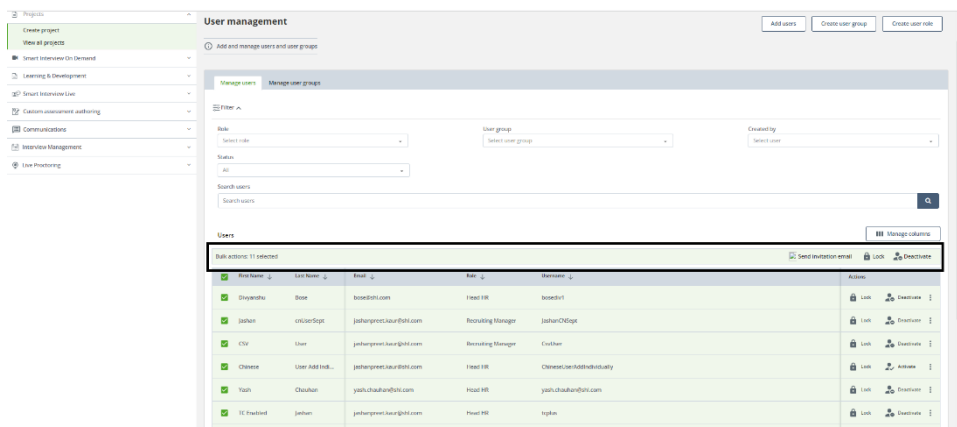 Projects
Create project
View all projects
Smart Interview On Demand
Learning & Development
Smart Interview Live
Custom assessment authoring
Communications
Interview Management
Live Proctoring
User management
Add users
Create user group
Create user role
Add and manage users and user groups
Manage users Manage user groups
Filter
Role User group Created by
Select role Select user group Select user
Status
All
Search users
Search users
Users Manage columns
Bulk actions: 11 selected Send invitation email Lock Deactivate
First Name Last Name Email Role Username Actions
Divyanshu Bose bose@shl.com Head HR bosediv1 Lock Deactivate
Jashan cnUserSept jashanpreet.kaur@shl.com Recruiting Manager JashanCNSept Lock Deactivate
CSV User jashanpreet.kaur@shl.com Recruiting Manager CsvUser Lock Deactivate
Chinese User Add Indi... jashanpreet.kaur@shl.com Head HR ChineseUserAddIndividually Lock Activate
Yash Chauhan yash.chauhan@shl.com Head HR yash.chauhan@shl.com Lock Deactivate
TC Enabled Jashan jashanpreet.kaur@shl.com Head HR Lock Deactivate